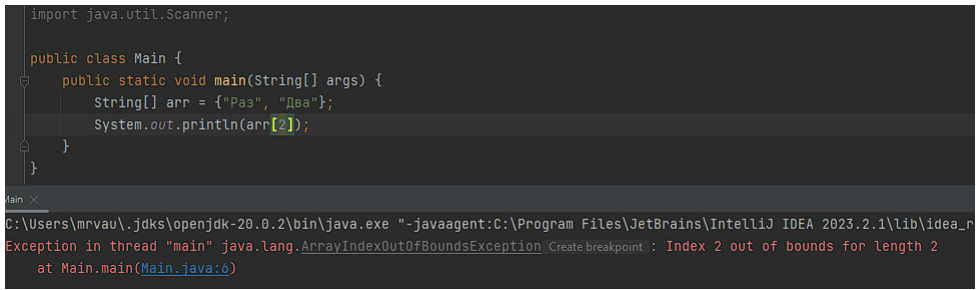 import java.util.Scanner;
public class Main {
public static void main(String[] args) {
String[] arr = {"Раз", "Два"};
System.out.println(arr[2]);
}
}
Main ×
C:\Users\mrvau\.jdks\openjdk-20.0.2\bin\java.exe "-javaagent:C:\Program Files\JetBrains\IntelliJ IDEA 2023.2.1\lib\idea_r
Exception in thread "main" java.lang.ArrayIndexOutOfBoundsException Create breakpoint : Index 2 out of bounds for length 2
at Main.main(Main.java:6)